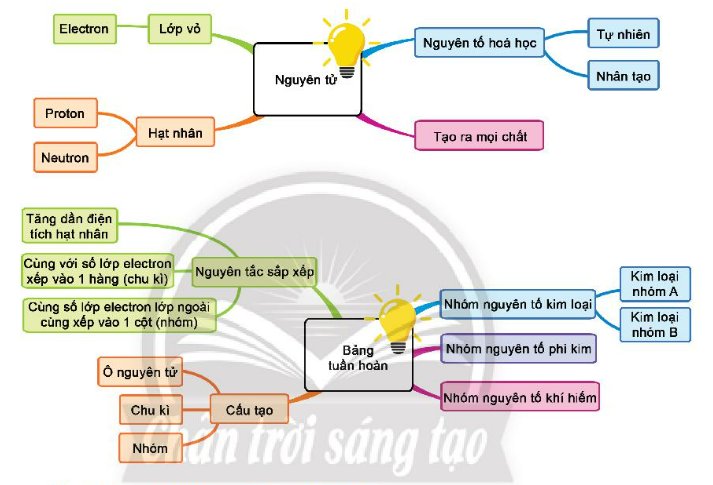 Electron
Lớp vỏ
Nguyên tử
Nguyên tố hoá học
Tự nhiên
Nhân tạo
Proton
Neutron
Hạt nhân
Tạo ra mọi chất
Tăng dần điện
tích hạt nhân
Cùng với số lớp electron
xếp vào 1 hàng (chu kì)
Cùng số lớp electron lớp ngoài
cùng xếp vào 1 cột (nhóm)
Nguyên tắc sắp xếp
Bảng
tuần hoàn
Nhóm nguyên tố kim loại
Kim loại
nhóm A
Kim loại
nhóm B
Nhóm nguyên tố phi kim
Nhóm nguyên tố khí hiếm
Ô nguyên tử
Chu kì
Nhóm
Cấu tạo
Chân trời sáng tạo